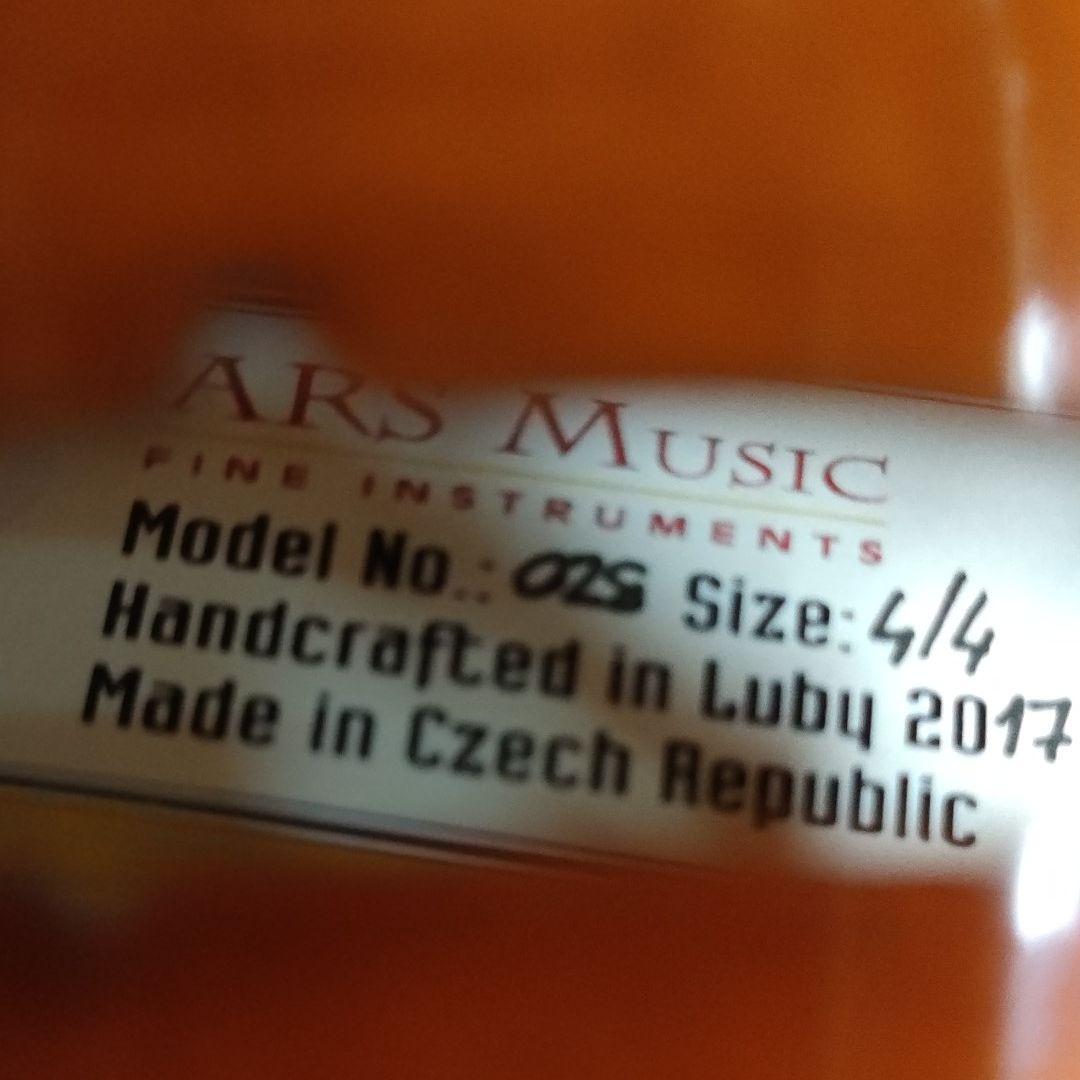 ARS MUSIC
FINE INSTRUMENTS
Model No.: 025 Size: 4/4
Handcrafted in Luby 2017
Made in Czech Republic